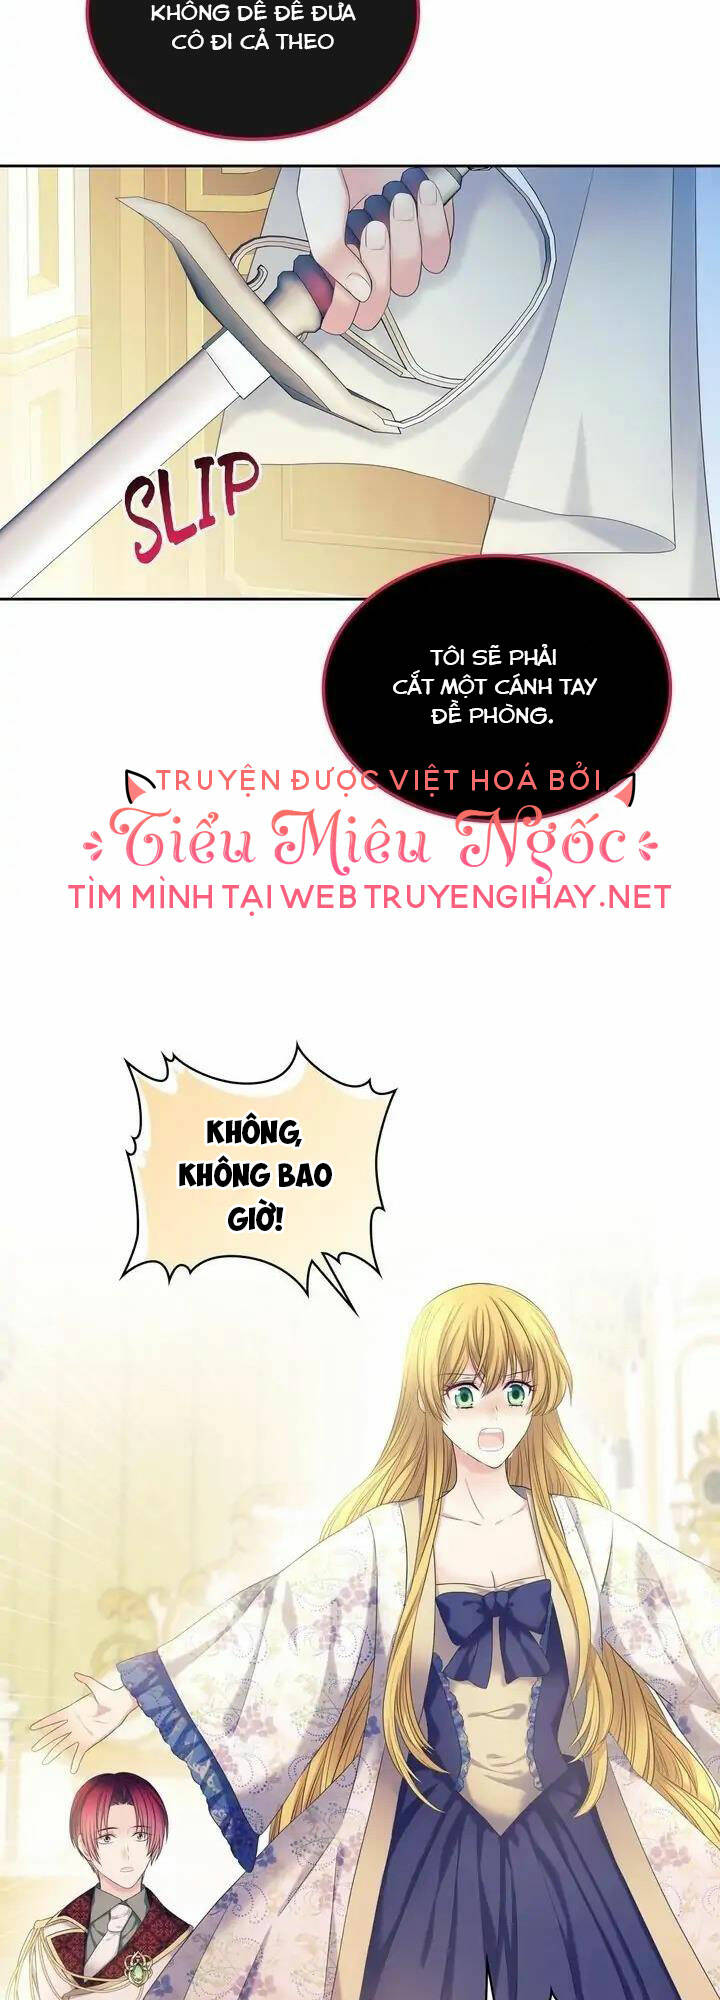 KHÔNG DỄ ĐỂ ĐƯA
CÔ ĐI CẢ THEO
SLIP
TÔI SẼ PHẢI
CẮT MỘT CÁNH TAY
ĐỀ PHÒNG.
TRUYỆN ĐƯỢC VIỆT HOÁ BỞI
Tiểu Miêu Ngốc
TÌM MÌNH TẠI WEB TRUYENGIHAY.NET
KHÔNG,
KHÔNG BAO
GIỜ!